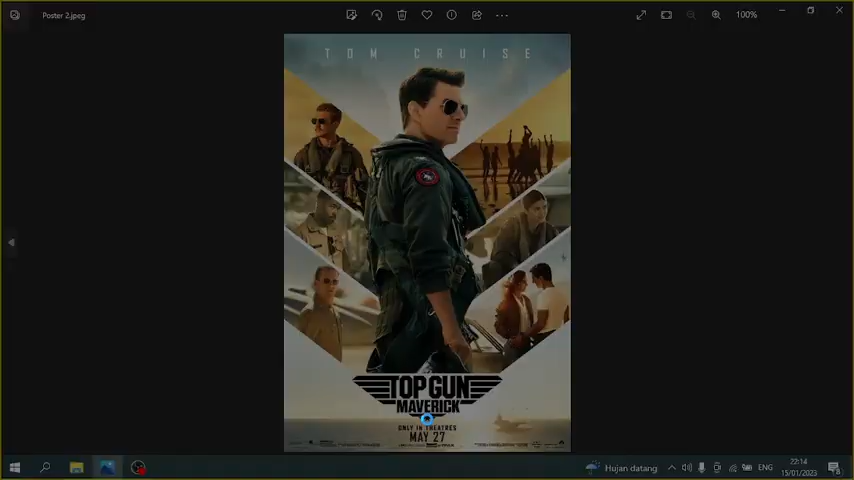 Poster 2.jpeg
100%
TOM CRUISE
TOP GUN
MAVERICK
ONLY IN THEATRES
MAY 27
Hujan datang
ENG
22:14
15/01/2023